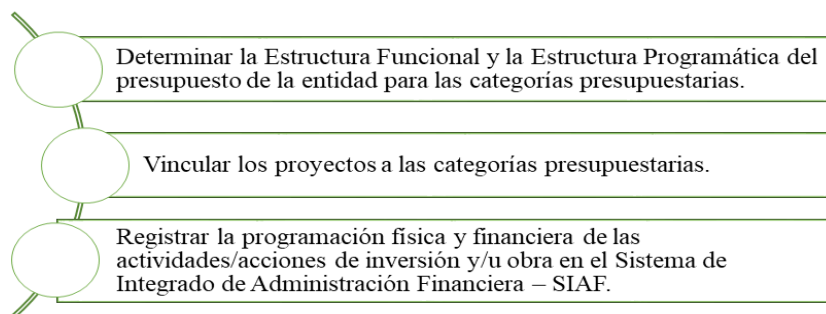 Determinar la Estructura Funcional y la Estructura Programática del
presupuesto de la entidad para las categorías presupuestarias.
Vincular los proyectos a las categorías presupuestarias.
Registrar la programación física y financiera de las
actividades/acciones de inversión y/u obra en el Sistema de
Integrado de Administración Financiera – SIAF.